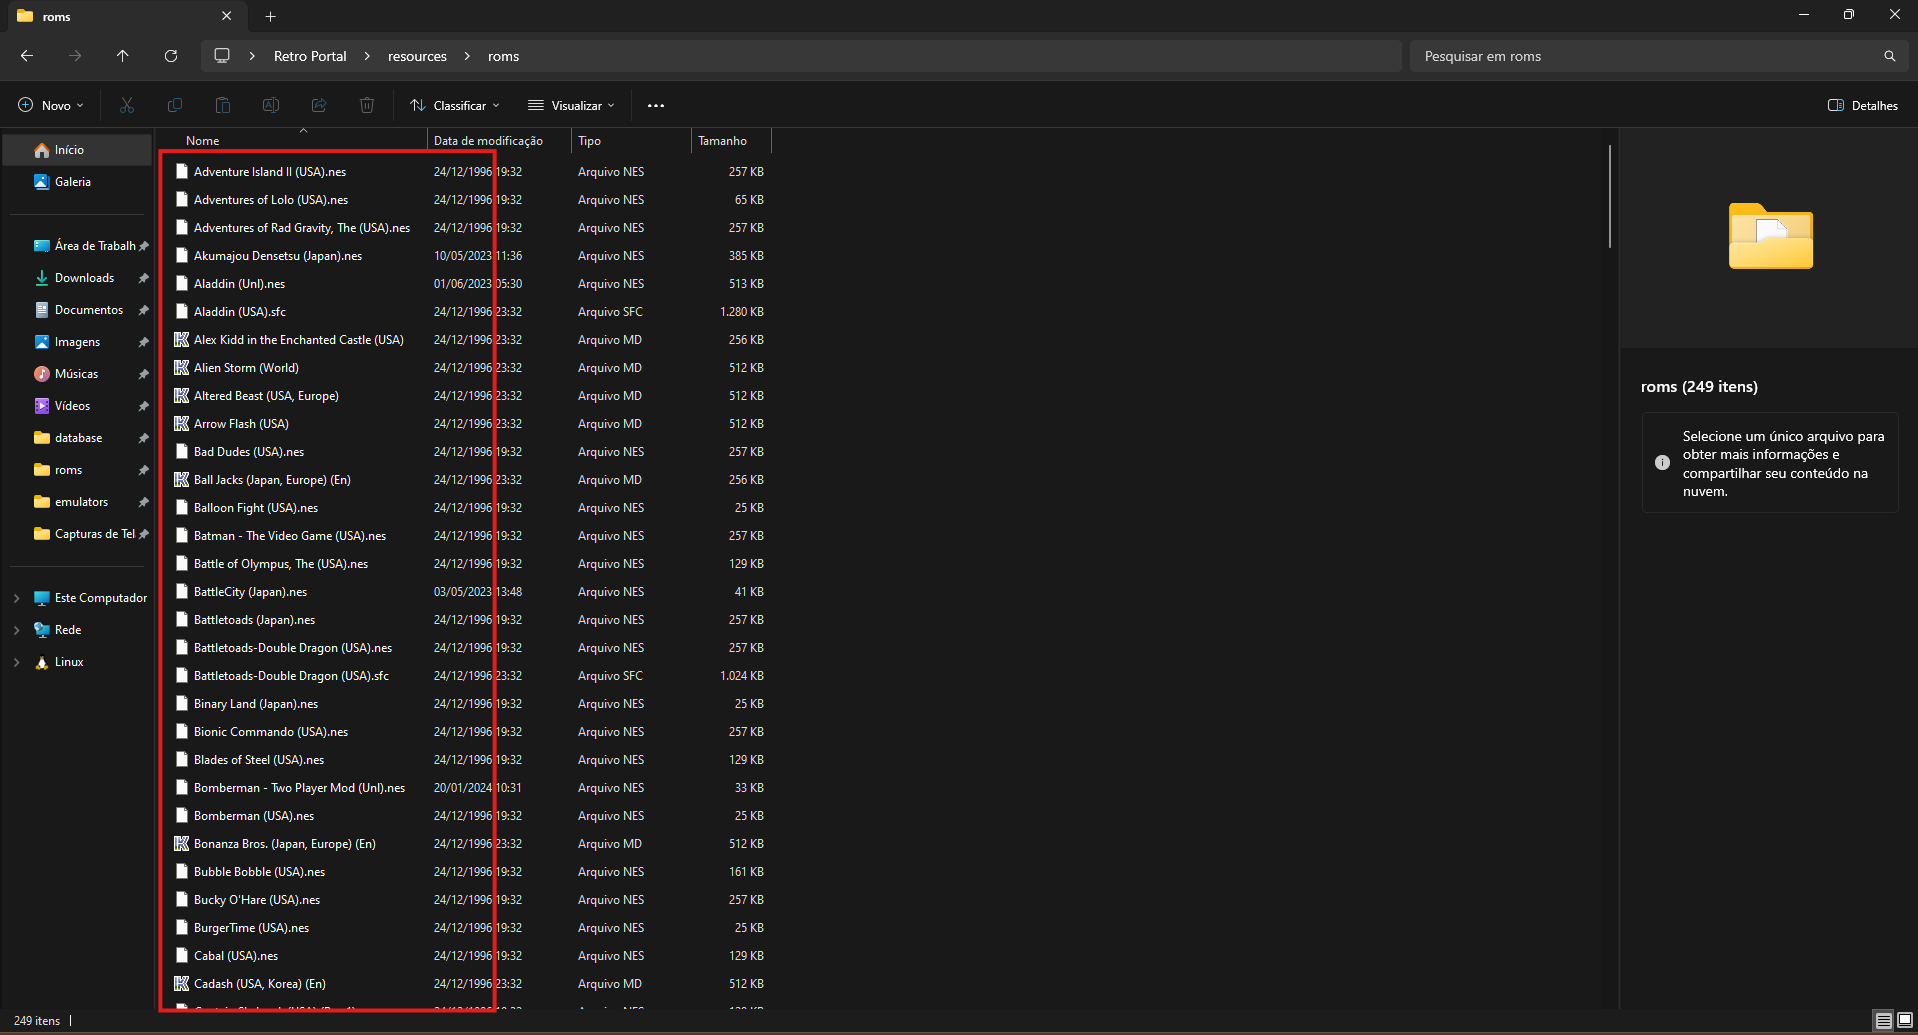 roms
Retro Portal
resources
roms
Pesquisar em roms
Novo
Classificar
Visualizar
Detalhes
Nome Data de modificação Tipo Tamanho
Início
Galeria
Área de Trabalh
Downloads
Documentos
Imagens
Músicas
Vídeos
database
roms
emulators
Capturas de Tel
Este Computador
Rede
Linux
Adventure Island II (USA).nes 24/12/1996 19:32 Arquivo NES 257 KB
Adventures of Lolo (USA).nes 24/12/1996 19:32 Arquivo NES 65 KB
Adventures of Rad Gravity, The (USA).nes 24/12/1996 19:32 Arquivo NES 257 KB
Akumajou Densetsu (Japan).nes 10/05/2023 11:36 Arquivo NES 385 KB
Aladdin (Unl).nes 01/06/2023 05:30 Arquivo NES 513 KB
Aladdin (USA).sfc 24/12/1996 23:32 Arquivo SFC 1.280 KB
Alex Kidd in the Enchanted Castle (USA) 24/12/1996 23:32 Arquivo MD 256 KB
Alien Storm (World) 24/12/1996 23:32 Arquivo MD 512 KB
Altered Beast (USA, Europe) 24/12/1996 23:32 Arquivo MD 512 KB
Arrow Flash (USA) 24/12/1996 23:32 Arquivo MD 512 KB
Bad Dudes (USA).nes 24/12/1996 19:32 Arquivo NES 257 KB
Ball Jacks (Japan, Europe) (En) 24/12/1996 23:32 Arquivo MD 256 KB
Balloon Fight (USA).nes 24/12/1996 19:32 Arquivo NES 25 KB
Batman - The Video Game (USA).nes 24/12/1996 19:32 Arquivo NES 257 KB
Battle of Olympus, The (USA).nes 24/12/1996 19:32 Arquivo NES 129 KB
BattleCity (Japan).nes 03/05/2023 13:48 Arquivo NES 41 KB
Battletoads (Japan).nes 24/12/1996 19:32 Arquivo NES 257 KB
Battletoads-Double Dragon (USA).nes 24/12/1996 19:32 Arquivo NES 257 KB
Battletoads-Double Dragon (USA).sfc 24/12/1996 23:32 Arquivo SFC 1.024 KB
Binary Land (Japan).nes 24/12/1996 19:32 Arquivo NES 25 KB
Bionic Commando (USA).nes 24/12/1996 19:32 Arquivo NES 257 KB
Blades of Steel (USA).nes 24/12/1996 19:32 Arquivo NES 129 KB
Bomberman - Two Player Mod (Unl).nes 20/01/2024 10:31 Arquivo NES 33 KB
Bomberman (USA).nes 24/12/1996 19:32 Arquivo NES 25 KB
Bonanza Bros. (Japan, Europe) (En) 24/12/1996 23:32 Arquivo MD 512 KB
Bubble Bobble (USA).nes 24/12/1996 19:32 Arquivo NES 161 KB
Bucky O'Hare (USA).nes 24/12/1996 19:32 Arquivo NES 257 KB
BurgerTime (USA).nes 24/12/1996 19:32 Arquivo NES 25 KB
Cabal (USA).nes 24/12/1996 19:32 Arquivo NES 129 KB
Cadash (USA, Korea) (En) 24/12/1996 23:32 Arquivo MD 512 KB
roms (249 itens)
Selecione um único arquivo para
obter mais informações e
compartilhar seu conteúdo na
nuvem.
249 itens